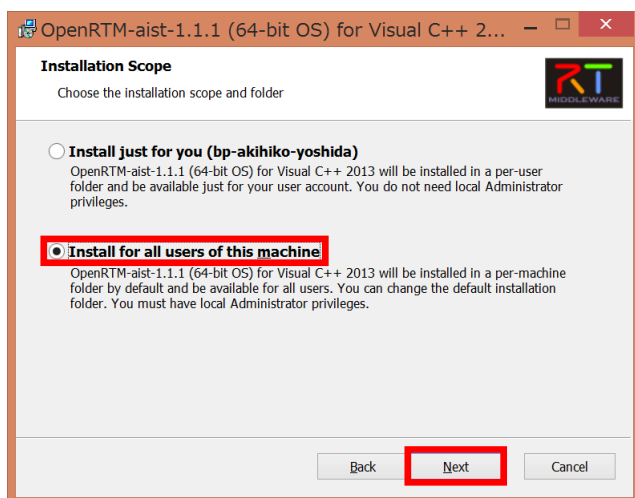 OpenRTM-aist-1.1.1 (64-bit OS) for Visual C++ 2...
Installation Scope
Choose the installation scope and folder
RT
MIDDLEWARE
Install just for you (bp-akihiko-yoshida)
OpenRTM-aist-1.1.1 (64-bit OS) for Visual C++ 2013 will be installed in a per-user
folder and be available just for your user account. You do not need local Administrator
privileges.
Install for all users of this machine
OpenRTM-aist-1.1.1 (64-bit OS) for Visual C++ 2013 will be installed in a per-machine
folder by default and be available for all users. You can change the default installation
folder. You must have local Administrator privileges.
Back Next Cancel